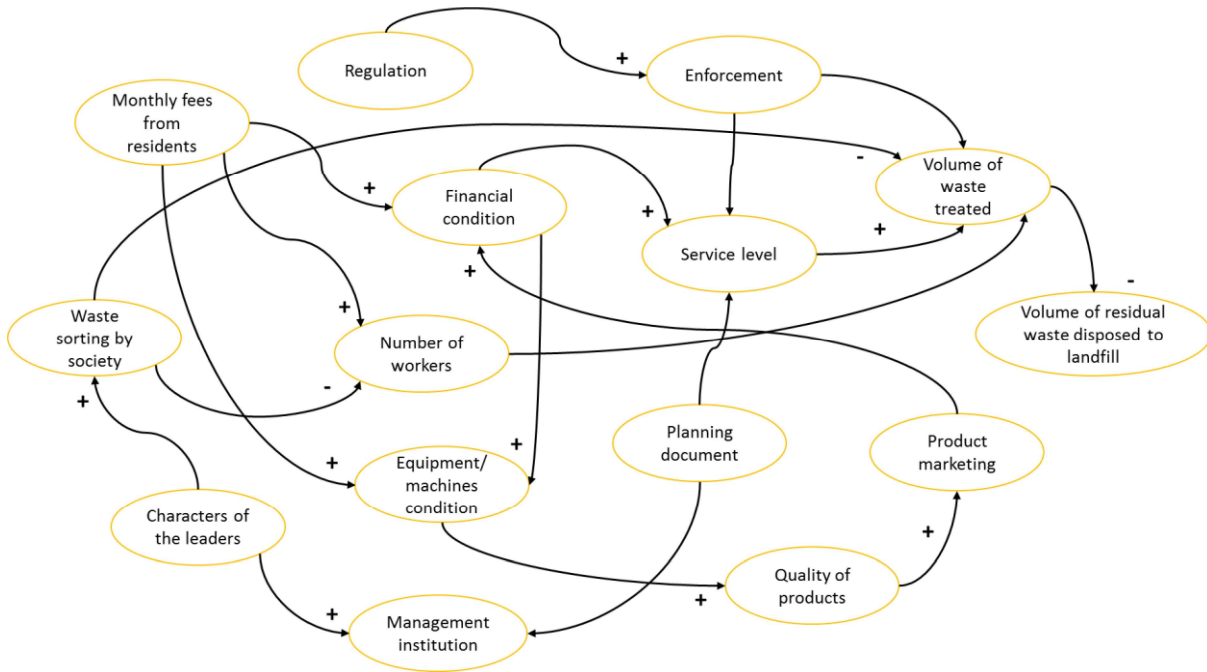 Regulation
+
Enforcement
Monthly fees
from
residents
-
Volume of
waste
treated
+
Financial
condition
+
+
Service level
+
+
-
Volume of residual
waste disposed to
landfill
Waste
sorting by
society
+
Number of
workers
-
+
Planning
document
Product
marketing
+
Equipment/
machines
condition
+
Characters of
the leaders
+
Quality of
products
+
+
Management
institution